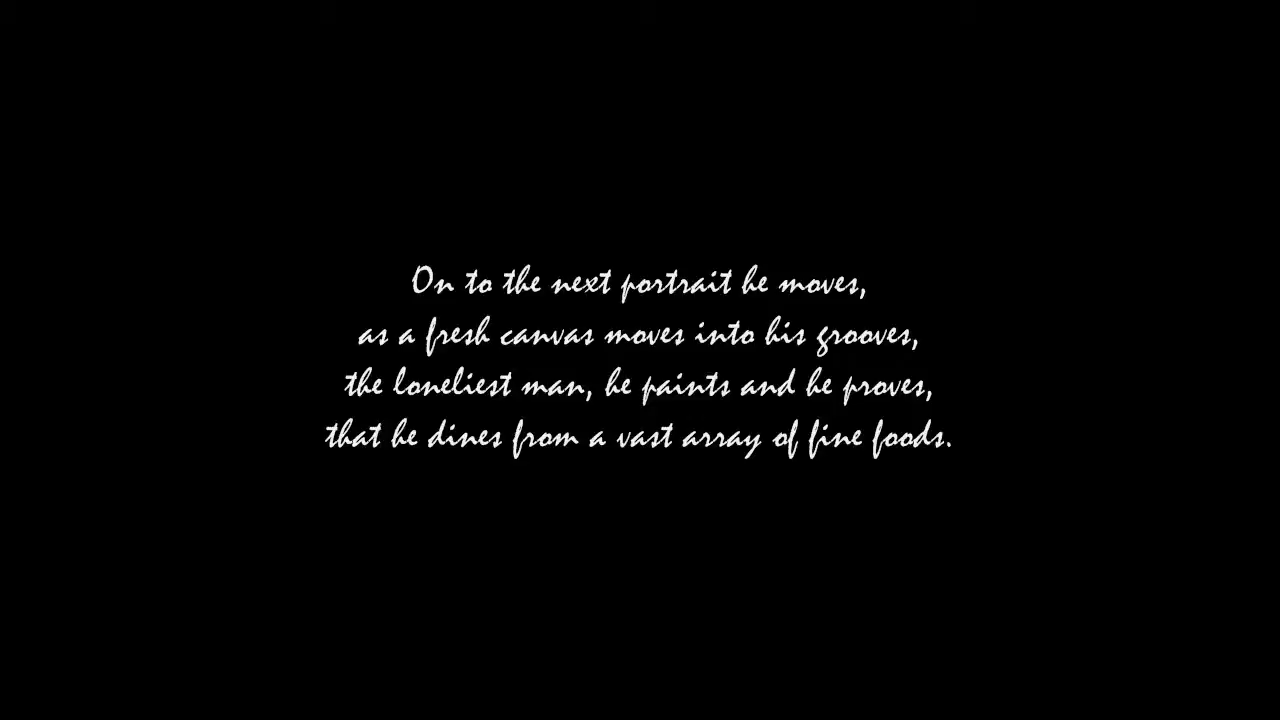 On to the next portrait he moves,
as a fresh canvas moves into his grooves,
the loneliest man, he paints and he proves,
that he dines from a vast array of fine foods.